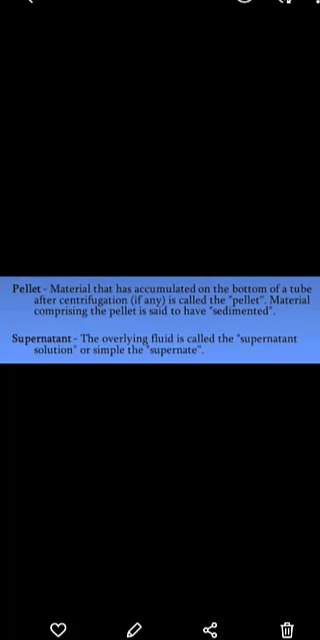 Pellet - Material that has accumulated on the bottom of a tube
after centrifugation (if any) is called the "pellet". Material
comprising the pellet is said to have "sedimented".
Supernatant - The overlying fluid is called the "supernatant
solution" or simple the "supernate".